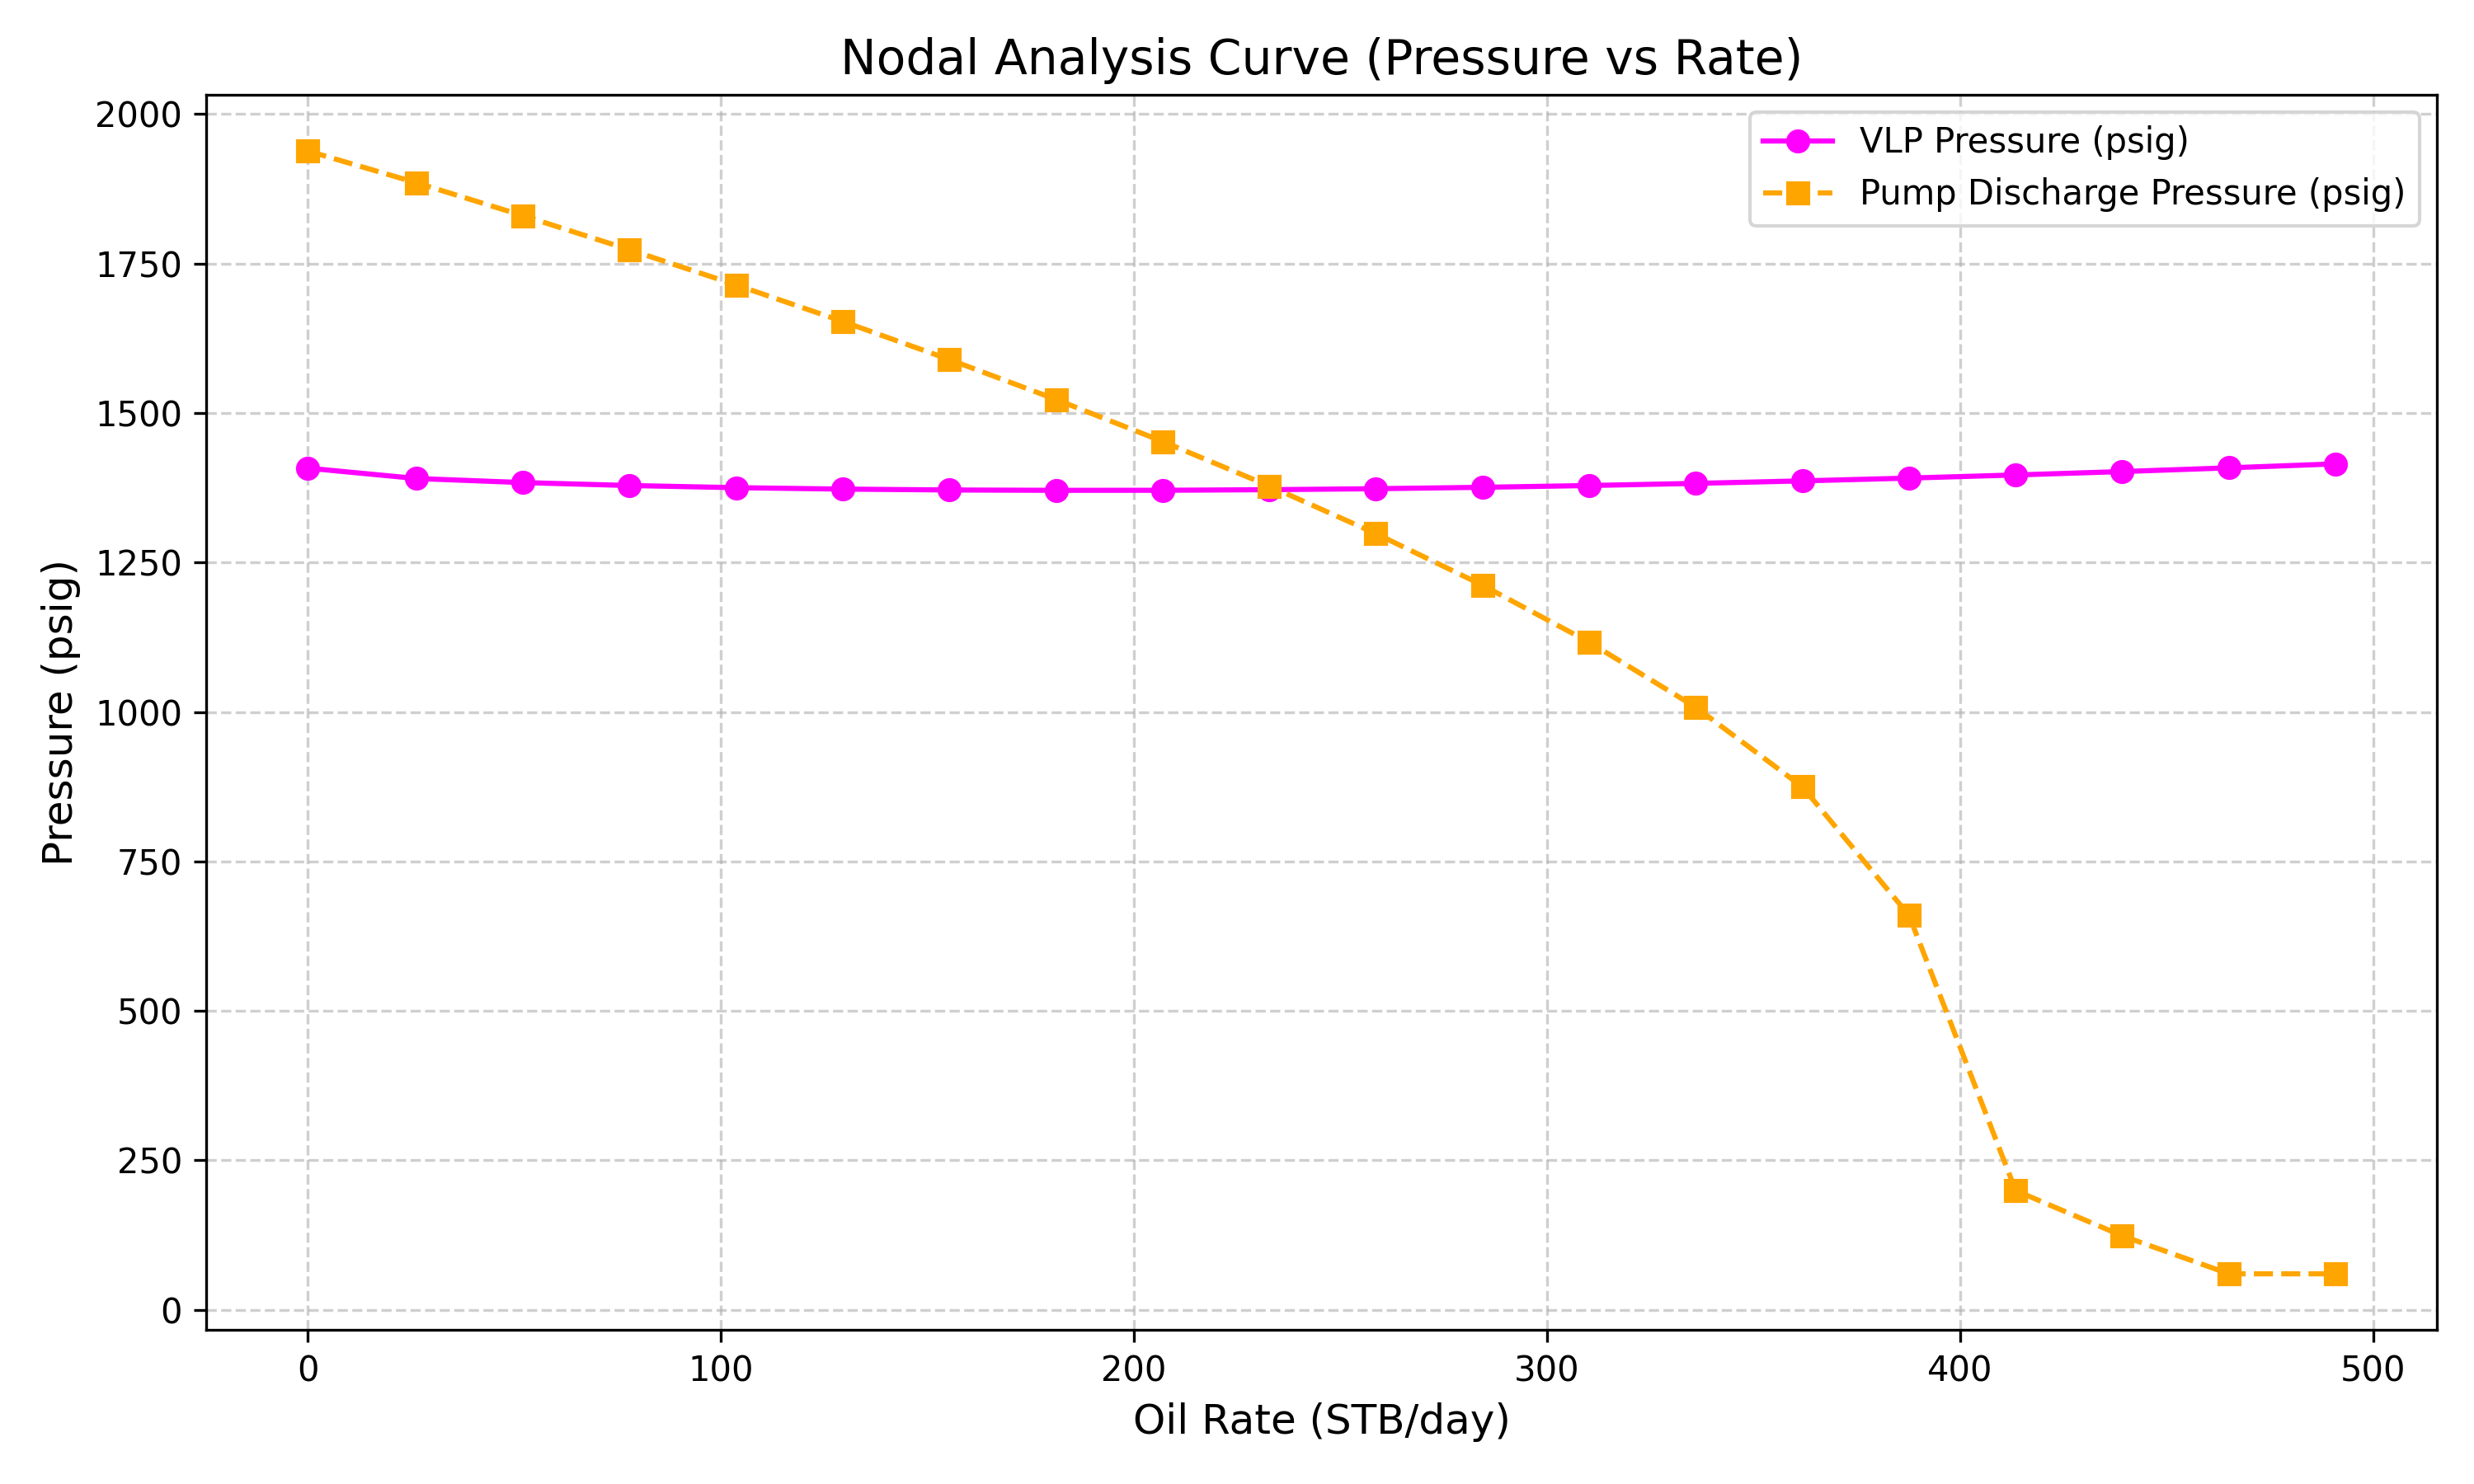 Nodal Analysis Curve (Pressure vs Rate)
VLP Pressure (psig)
Pump Discharge Pressure (psig)
Pressure (psig)
2000
1750
1500
1250
1000
750
500
250
0
0 100 200 300 400 500
Oil Rate (STB/day)